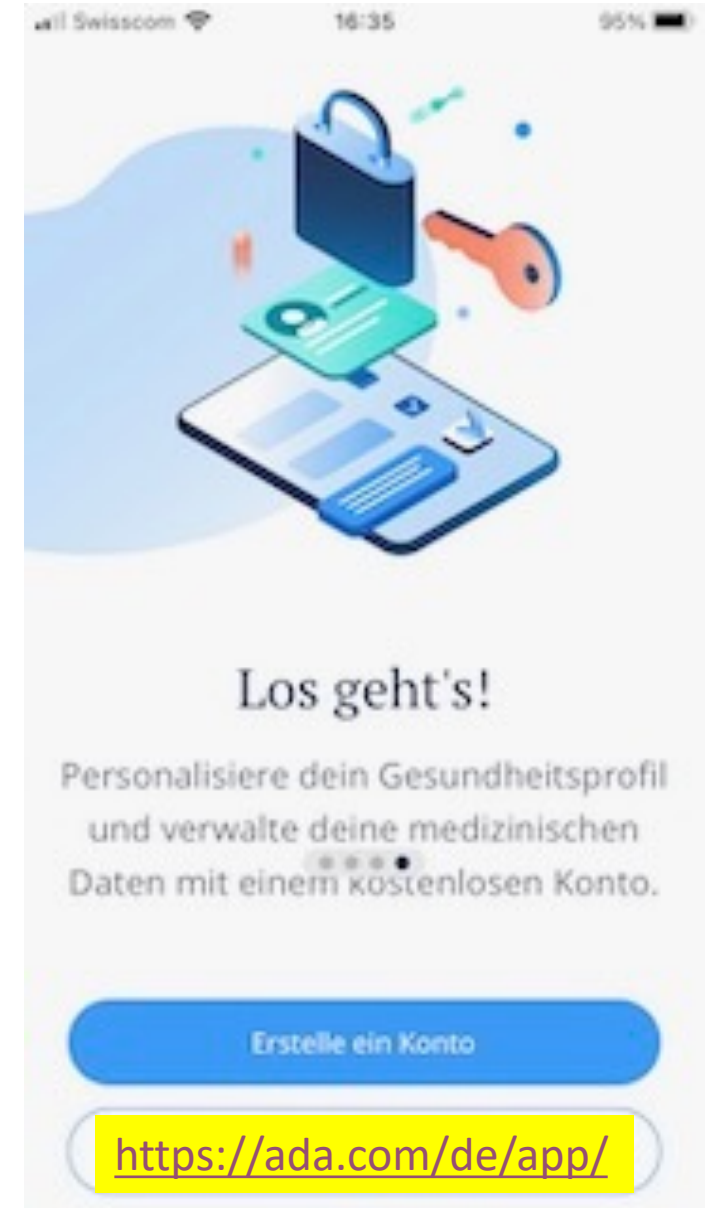 Swisscom 16:35 95%
Los geht's!
Personalisiere dein Gesundheitsprofil
und verwalte deine medizinischen
Daten mit einem kostenlosen Konto.
Erstelle ein Konto
https://ada.com/de/app/